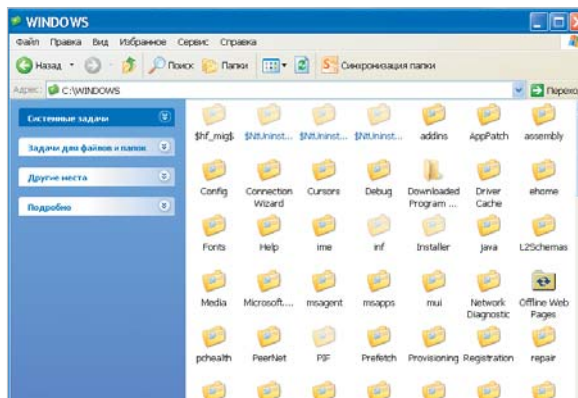 WINDOWS
Файл Правка Вид Избранное Сервис Справка
Назад Поиск Папки Синхронизация папки
Адрес: C:\WINDOWS Перехо
Системные задачи
Задачи для файлов и папок
Другие места
Подробно
$hf_mig$ $NtUninst... $NtUninst... $NtUninst... addins AppPatch assembly
Config Connection Wizard Cursors Debug Downloaded Program ... Driver Cache ehome
Fonts Help ime inf Installer java L2Schemas
Media Microsoft.... msagent msapps mui Network Diagnostic Offline Web Pages
pchealth PeerNet PIF Prefetch Provisioning Registration repair